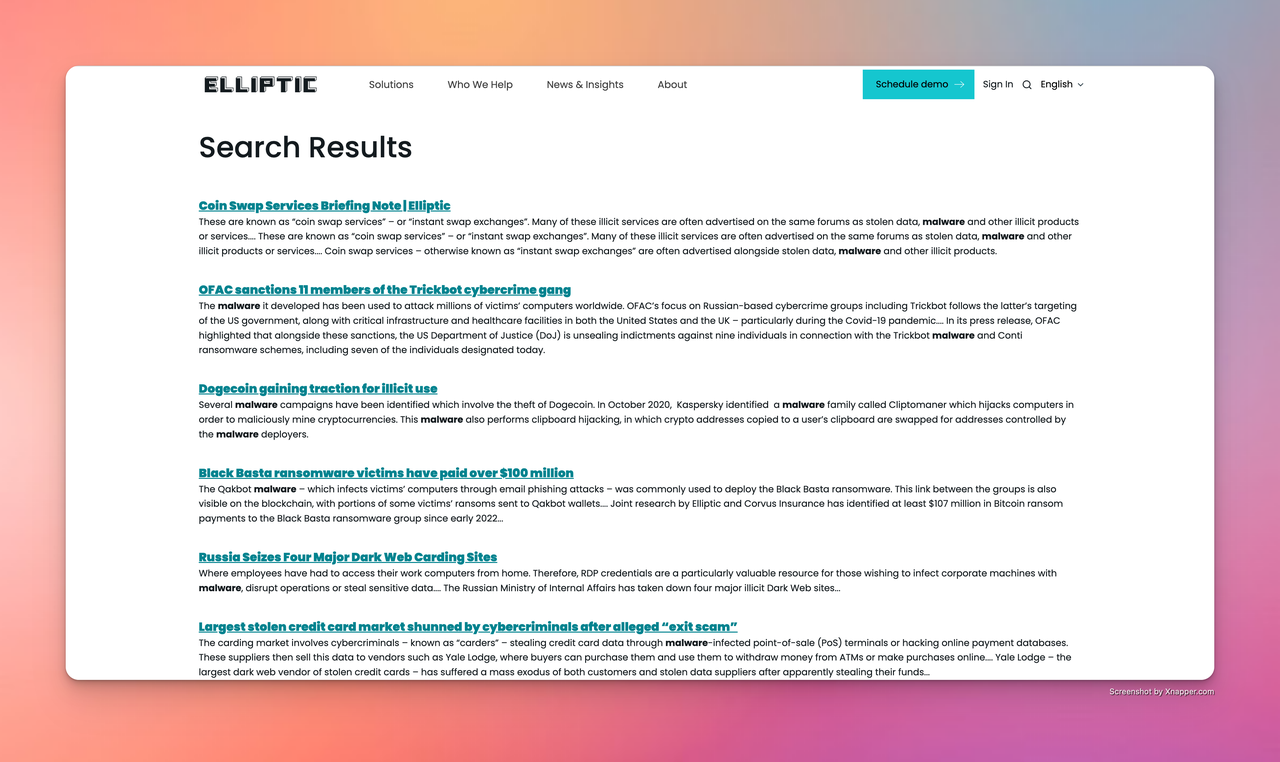 ELLIPTIC
Solutions
Who We Help
News & Insights
About
Schedule demo
Sign In
English
Search Results
Coin Swap Services Briefing Note | Elliptic
These are known as “coin swap services” – or “instant swap exchanges”. Many of these illicit services are often advertised on the same forums as stolen data, malware and other illicit products
or services.... These are known as “coin swap services” – or “instant swap exchanges”. Many of these illicit services are often advertised on the same forums as stolen data, malware and other
illicit products or services.... Coin swap services – otherwise known as “instant swap exchanges” are often advertised alongside stolen data, malware and other illicit products.
OFAC sanctions 11 members of the Trickbot cybercrime gang
The malware it developed has been used to attack millions of victims’ computers worldwide. OFAC’s focus on Russian-based cybercrime groups including Trickbot follows the latter’s targeting
of the US government, along with critical infrastructure and healthcare facilities in both the United States and the UK – particularly during the Covid-19 pandemic.... In its press release, OFAC
highlighted that alongside these sanctions, the US Department of Justice (DoJ) is unsealing indictments against nine individuals in connection with the Trickbot malware and Conti
ransomware schemes, including seven of the individuals designated today.
Dogecoin gaining traction for illicit use
Several malware campaigns have been identified which involve the theft of Dogecoin. In October 2020,  Kaspersky identified  a malware family called Cliptomaner which hijacks computers in
order to maliciously mine cryptocurrencies. This malware also performs clipboard hijacking, in which crypto addresses copied to a user’s clipboard are swapped for addresses controlled by
the malware deployers.
Black Basta ransomware victims have paid over $100 million
The Qakbot malware – which infects victims’ computers through email phishing attacks – was commonly used to deploy the Black Basta ransomware. This link between the groups is also
visible on the blockchain, with portions of some victims’ ransoms sent to Qakbot wallets.... Joint research by Elliptic and Corvus Insurance has identified at least $107 million in Bitcoin ransom
payments to the Black Basta ransomware group since early 2022...
Russia Seizes Four Major Dark Web Carding Sites
Where employees have had to access their work computers from home. Therefore, RDP credentials are a particularly valuable resource for those wishing to infect corporate machines with
malware, disrupt operations or steal sensitive data.... The Russian Ministry of Internal Affairs has taken down four major illicit Dark Web sites...
Largest stolen credit card market shunned by cybercriminals after alleged “exit scam”
The carding market involves cybercriminals – known as “carders” – stealing credit card data through malware-infected point-of-sale (PoS) terminals or hacking online payment databases.
These suppliers then sell this data to vendors such as Yale Lodge, where buyers can purchase them and use them to withdraw money from ATMs or make purchases online.... Yale Lodge – the
largest dark web vendor of stolen credit cards – has suffered a mass exodus of both customers and stolen data suppliers after apparently stealing their funds...
Screenshot by Xnapper.com